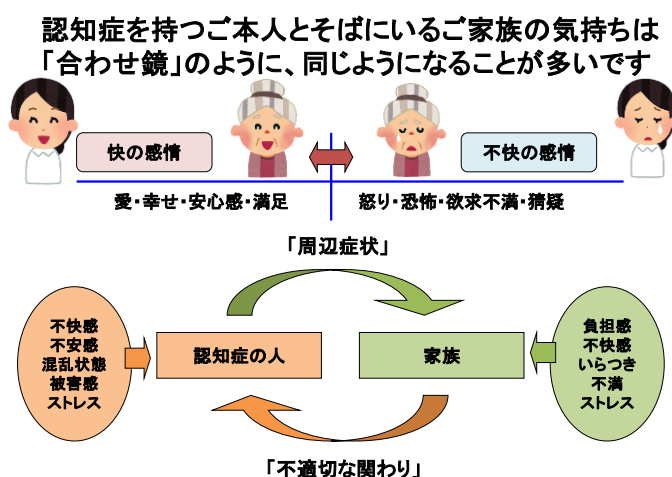 認知症を持つご本人とそばにいるご家族の気持ちは
「合わせ鏡」のように、同じようになることが多いです
快の感情
不快の感情
愛・幸せ・安心感・満足
怒り・恐怖・欲求不満・猜疑
「周辺症状」
不快感
不安感
混乱状態
被害感
ストレス
認知症の人
家族
負担感
不快感
いらつき
不満
ストレス
「不適切な関わり」